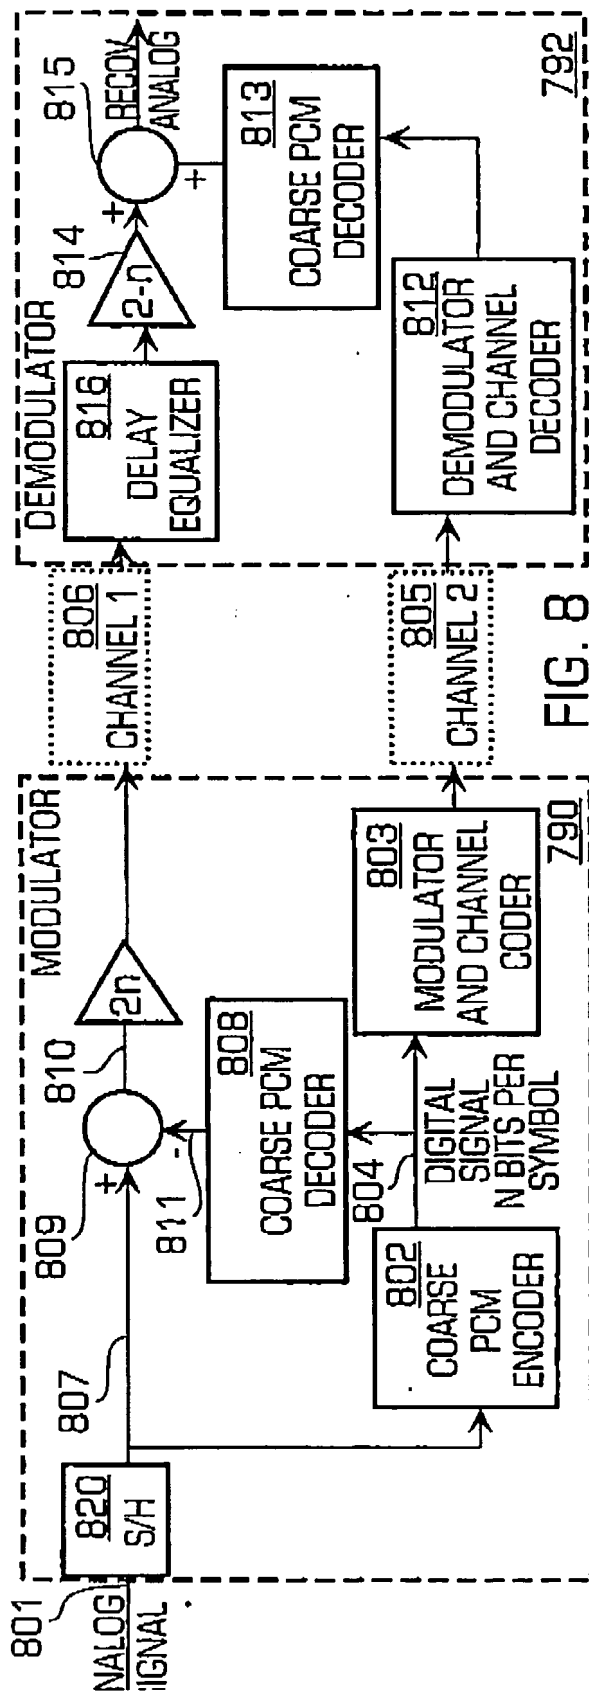 801
NALOG
IGNAL
820
S/H
807
809
+
-
811
810
2n
MODULATOR
808
COARSE PCM
DECODER
802
COARSE
PCM
ENCODER
804
DIGITAL
SIGNAL
N BITS PER
SYMBOL
803
MODULATOR
AND CHANNEL
CODER
790
806
CHANNEL 1
805
CHANNEL 2
FIG. 8
DEMODULATOR
816
DELAY
EQUALIZER
814
2-n
+
+
815
RECOV
ANALOG
813
COARSE PCM
DECODER
812
DEMODULATOR
AND CHANNEL
DECODER
792